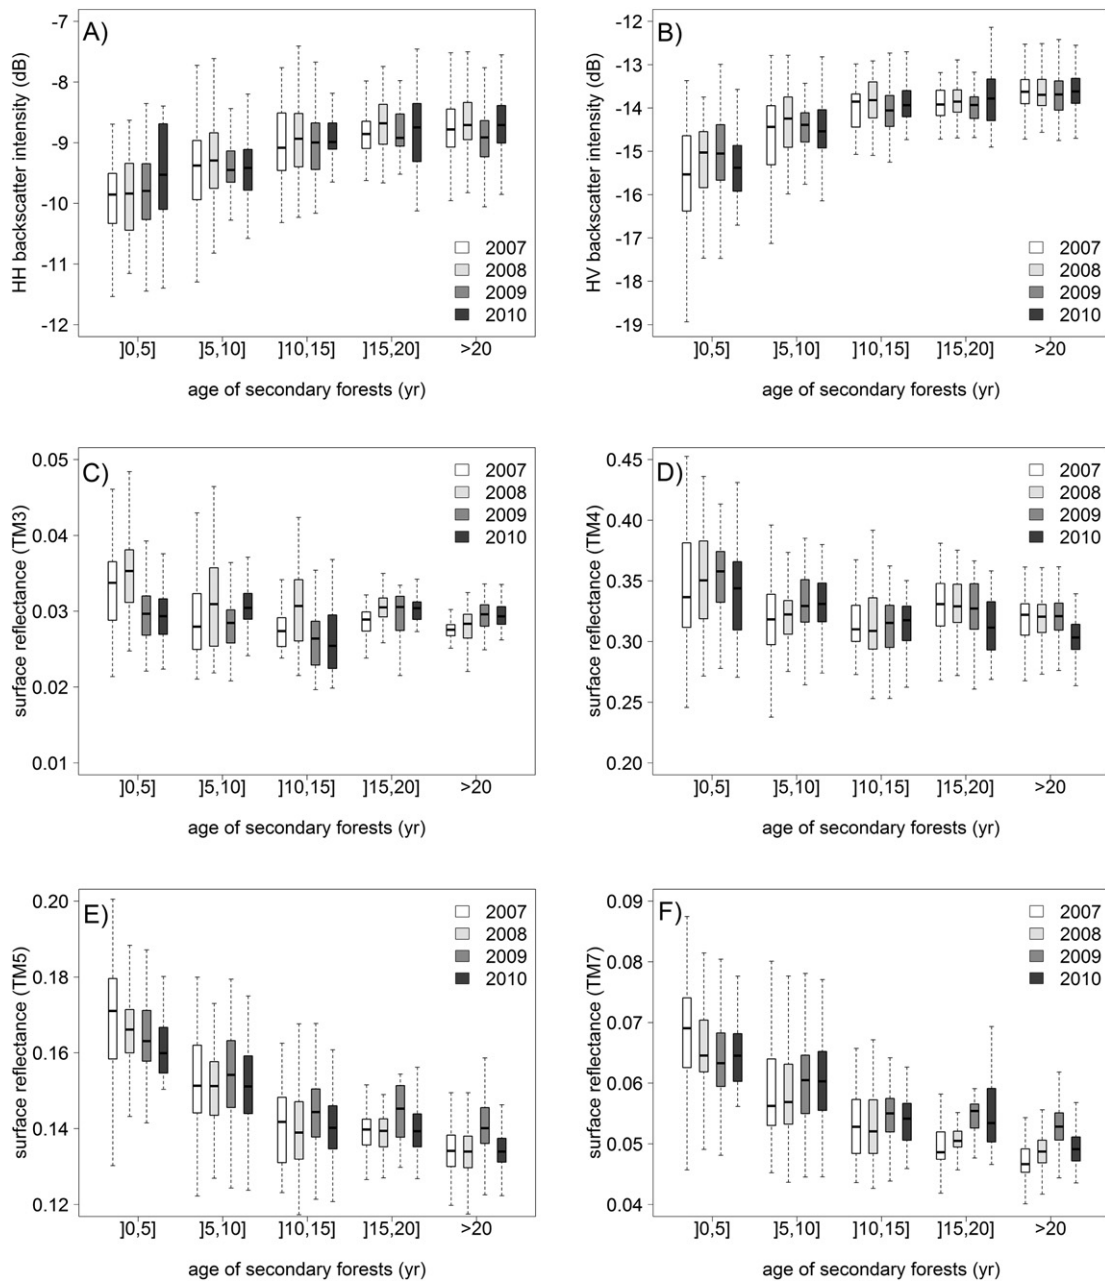 A)
HH backscatter intensity (dB)
-7
-8
-9
-10
-11
-12
2007
2008
2009
2010
]0,5] ]5,10] ]10,15] ]15,20] >20
age of secondary forests (yr)
B)
HV backscatter intensity (dB)
-12
-13
-14
-15
-16
-17
-18
-19
2007
2008
2009
2010
]0,5] ]5,10] ]10,15] ]15,20] >20
age of secondary forests (yr)
C)
surface reflectance (TM3)
0.05
0.04
0.03
0.02
0.01
2007
2008
2009
2010
]0,5] ]5,10] ]10,15] ]15,20] >20
age of secondary forests (yr)
D)
surface reflectance (TM4)
0.45
0.40
0.35
0.30
0.25
0.20
2007
2008
2009
2010
]0,5] ]5,10] ]10,15] ]15,20] >20
age of secondary forests (yr)
E)
surface reflectance (TM5)
0.20
0.18
0.16
0.14
0.12
2007
2008
2009
2010
]0,5] ]5,10] ]10,15] ]15,20] >20
age of secondary forests (yr)
F)
surface reflectance (TM7)
0.09
0.08
0.07
0.06
0.05
0.04
2007
2008
2009
2010
]0,5] ]5,10] ]10,15] ]15,20] >20
age of secondary forests (yr)